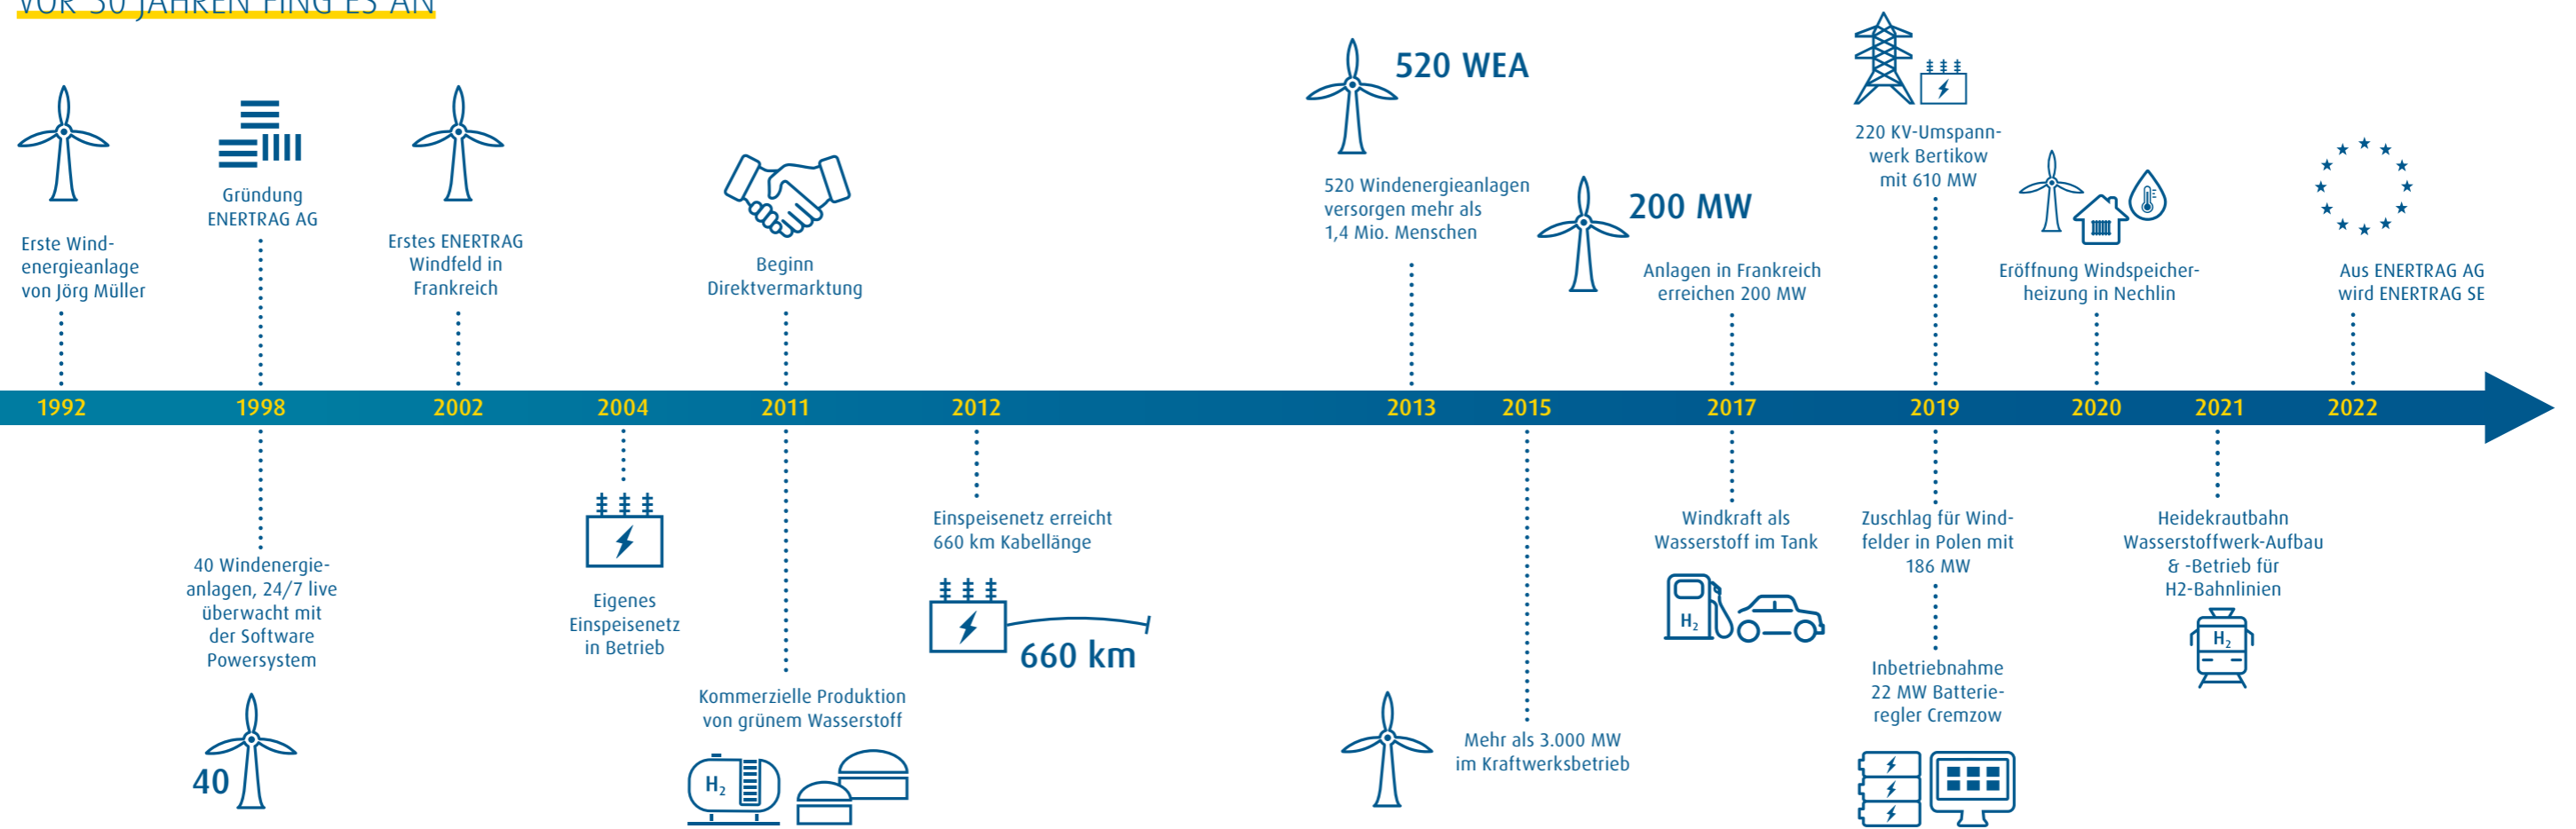 VOR 30 JAHREN FING ES AN
520 WEA
220 KV-Umspann-
werk Bertikow
mit 610 MW
Gründung
ENERTRAG AG
520 Windenergieanlagen
versorgen mehr als
1,4 Mio. Menschen
200 MW
Erste Wind-
energieanlage
von Jörg Müller
Erstes ENERTRAG
Windfeld in
Frankreich
Beginn
Direktvermarktung
Anlagen in Frankreich
erreichen 200 MW
Eröffnung Windspeicher-
heizung in Nechlin
Aus ENERTRAG AG
wird ENERTRAG SE
1992
1998
2002
2004
2011
2012
2013
2015
2017
2019
2020
2021
2022
40 Windenergie-
anlagen, 24/7 live
überwacht mit
der Software
Powersystem
40
Eigenes
Einspeisenetz
in Betrieb
Kommerzielle Produktion
von grünem Wasserstoff
H₂
Einspeisenetz erreicht
660 km Kabellänge
660 km
Mehr als 3.000 MW
im Kraftwerksbetrieb
Windkraft als
Wasserstoff im Tank
H₂
Zuschlag für Wind-
felder in Polen mit
186 MW
Inbetriebnahme
22 MW Batterie-
regler Cremzow
Heidekrautbahn
Wasserstoffwerk-Aufbau
& -Betrieb für
H2-Bahnlinien
H₂